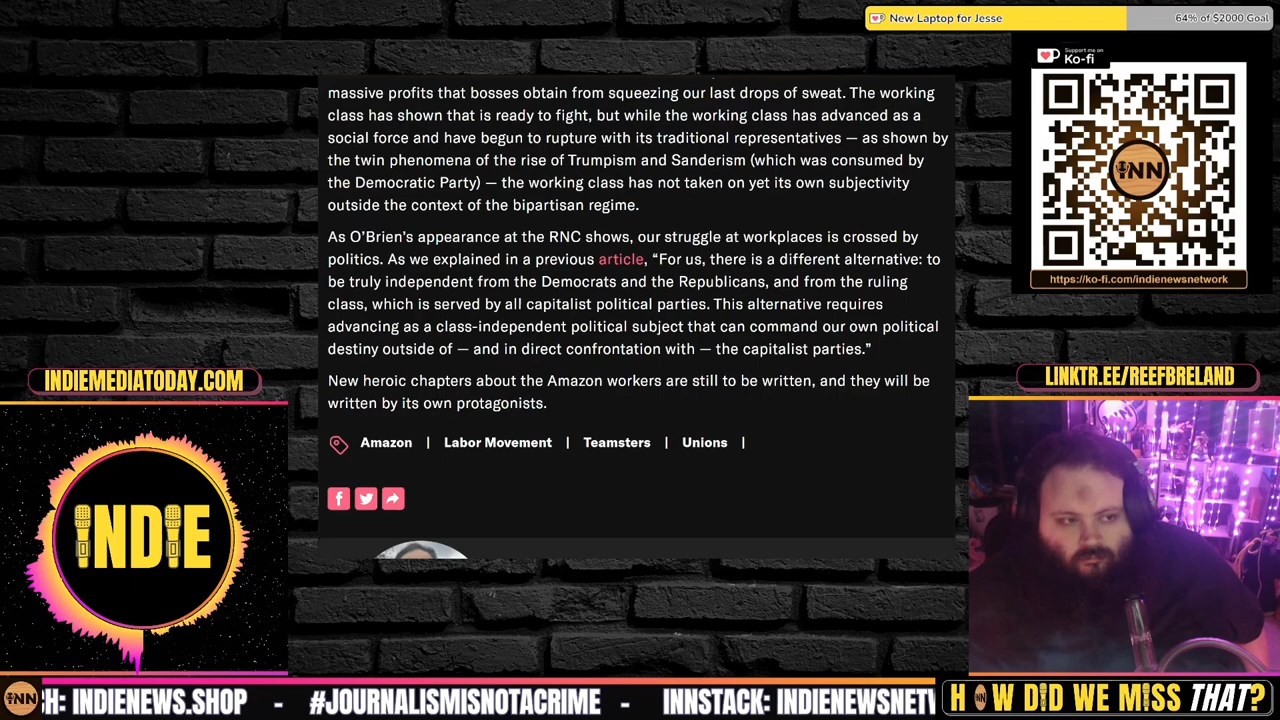 New Laptop for Jesse
64% of $2000 Goal
Support me on
Ko-fi
iNN
https://ko-fi.com/indienewsnetwork
massive profits that bosses obtain from squeezing our last drops of sweat. The working
class has shown that is ready to fight, but while the working class has advanced as a
social force and have begun to rupture with its traditional representatives — as shown by
the twin phenomena of the rise of Trumpism and Sanderism (which was consumed by
the Democratic Party) — the working class has not taken on yet its own subjectivity
outside the context of the bipartisan regime.
As O’Brien’s appearance at the RNC shows, our struggle at workplaces is crossed by
politics. As we explained in a previous article, “For us, there is a different alternative: to
be truly independent from the Democrats and the Republicans, and from the ruling
class, which is served by all capitalist political parties. This alternative requires
advancing as a class-independent political subject that can command our own political
destiny outside of — and in direct confrontation with — the capitalist parties.”
New heroic chapters about the Amazon workers are still to be written, and they will be
written by its own protagonists.
Amazon | Labor Movement | Teamsters | Unions |
INDIEMEDIATODAY.COM
INDIE
LINKTR.EE/REEFBRELAND
iNN
CH: INDIENEWS.SHOP - #JOURNALISMISNOTACRIME - INNSTACK: INDIENEWSNETW
HOW DID WE MISS THAT?